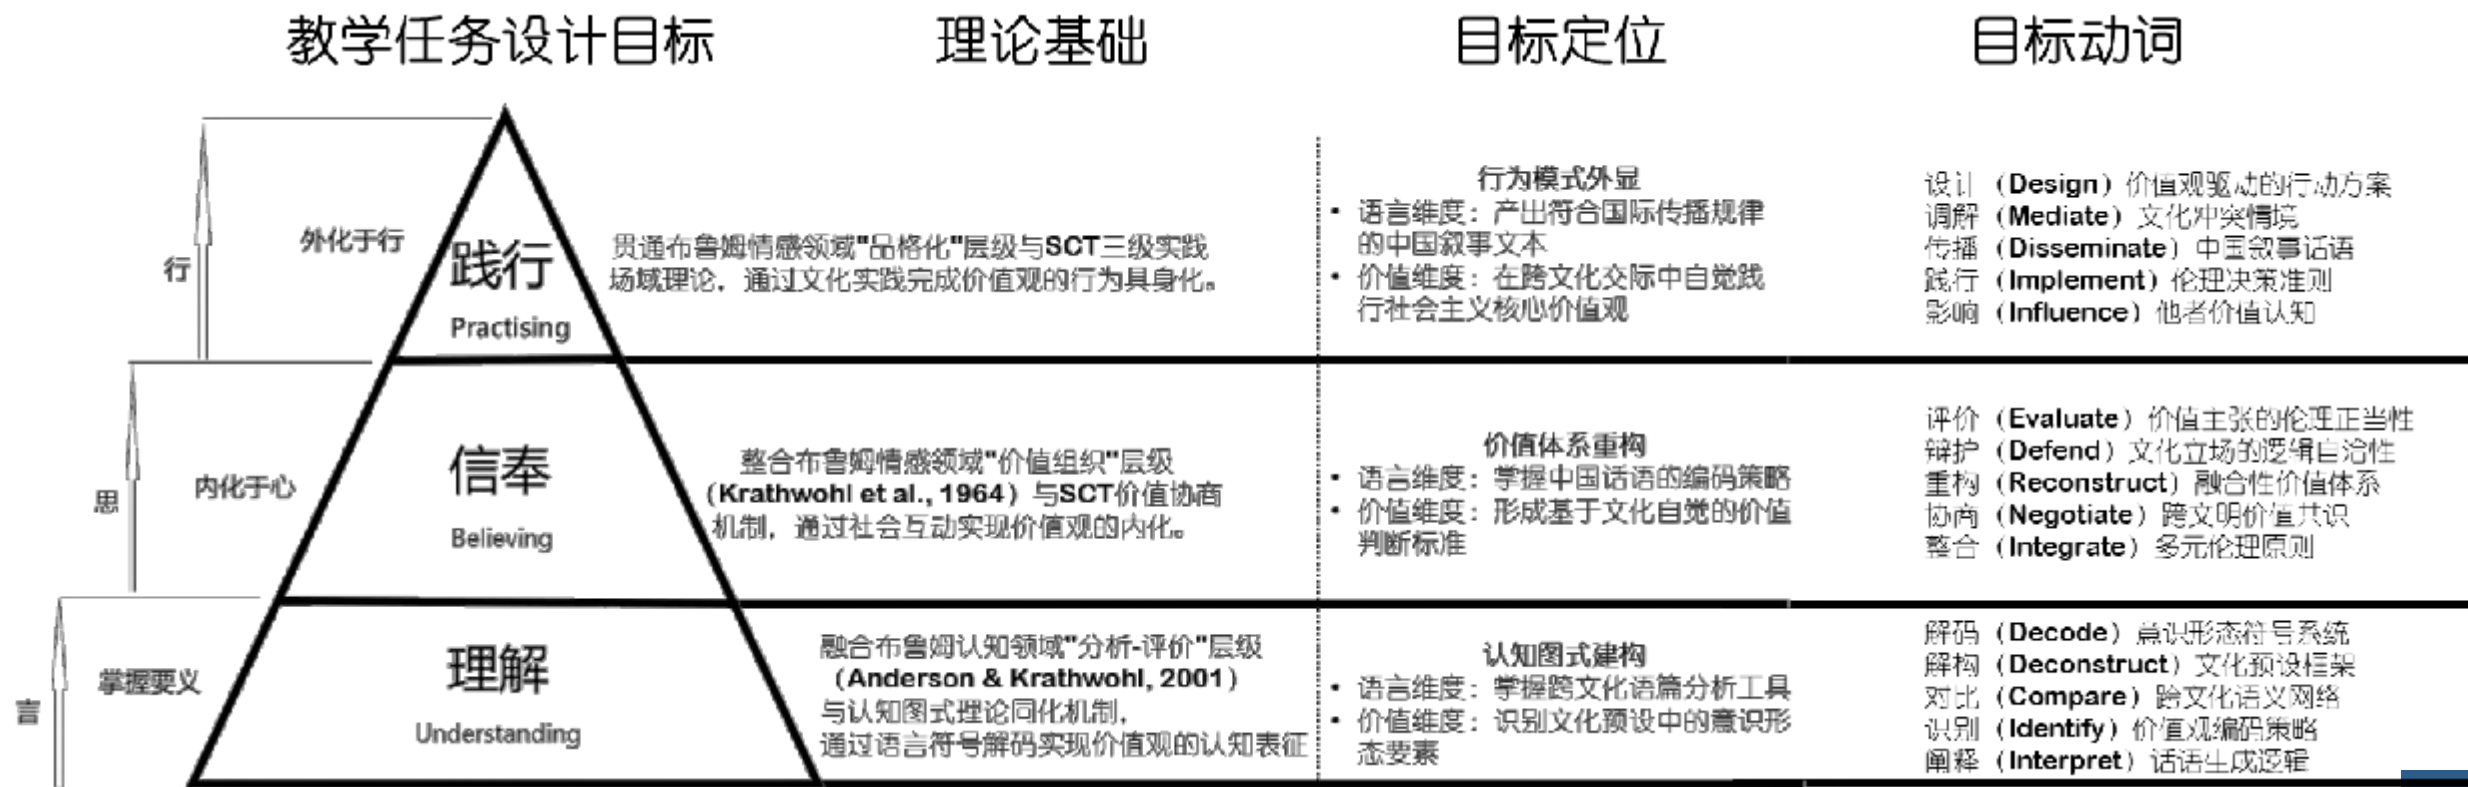 教学任务设计目标
理论基础
目标定位
目标动词
行
外化于行
践行
Practising
贯通布鲁姆情感领域"品格化"层级与SCT三级实践
场域理论，通过文化实践完成价值观的行为具身化。
行为模式外显
• 语言维度：产出符合国际传播规律
的中国叙事文本
• 价值维度：在跨文化交际中自觉践
行社会主义核心价值观
设计（Design）价值观驱动的行动方案
调解（Mediate）文化冲突情境
传播（Disseminate）中国叙事话语
践行（Implement）伦理决策准则
影响（Influence）他者价值认知
思
内化于心
信奉
Believing
整合布鲁姆情感领域"价值组织"层级
（Krathwohl et al., 1964）与SCT价值协商
机制，通过社会互动实现价值观的内化。
价值体系重构
• 语言维度：掌握中国话语的编码策略
• 价值维度：形成基于文化自觉的价值
判断标准
评价（Evaluate）价值主张的伦理正当性
辩护（Defend）文化立场的逻辑自洽性
重构（Reconstruct）融合性价值体系
协商（Negotiate）跨文明价值共识
整合（Integrate）多元伦理原则
言
掌握要义
理解
Understanding
融合布鲁姆认知领域"分析-评价"层级
（Anderson & Krathwohl, 2001）
与认知图式理论同化机制，
通过语言符号解码实现价值观的认知表征
认知图式建构
• 语言维度：掌握跨文化语篇分析工具
• 价值维度：识别文化预设中的意识形
态要素
解码（Decode）意识形态符号系统
解构（Deconstruct）文化预设框架
对比（Compare）跨文化语义网络
识别（Identify）价值观编码策略
阐释（Interpret）话语生成逻辑